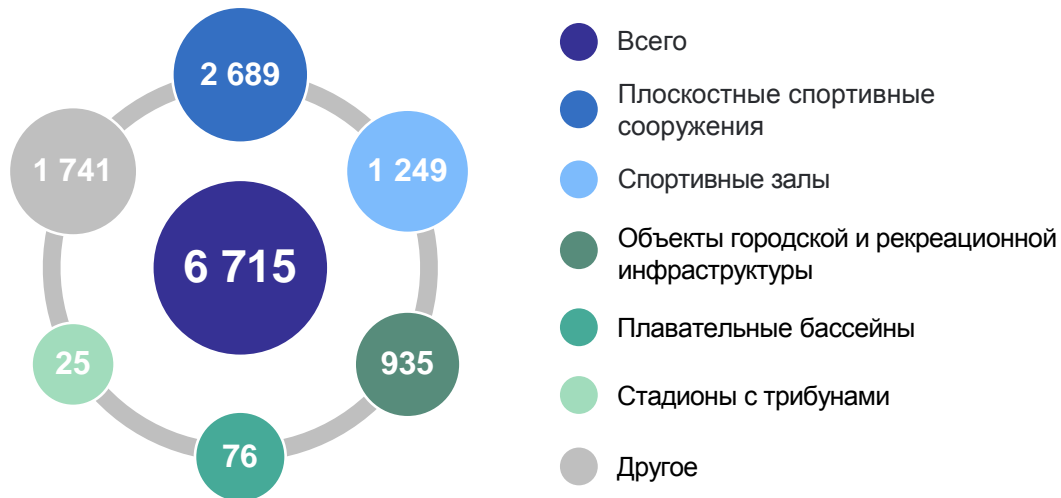 2 689
1 741
1 249
6 715
25
935
76
Всего
Плоскостные спортивные
сооружения
Спортивные залы
Объекты городской и рекреационной
инфраструктуры
Плавательные бассейны
Стадионы с трибунами
Другое